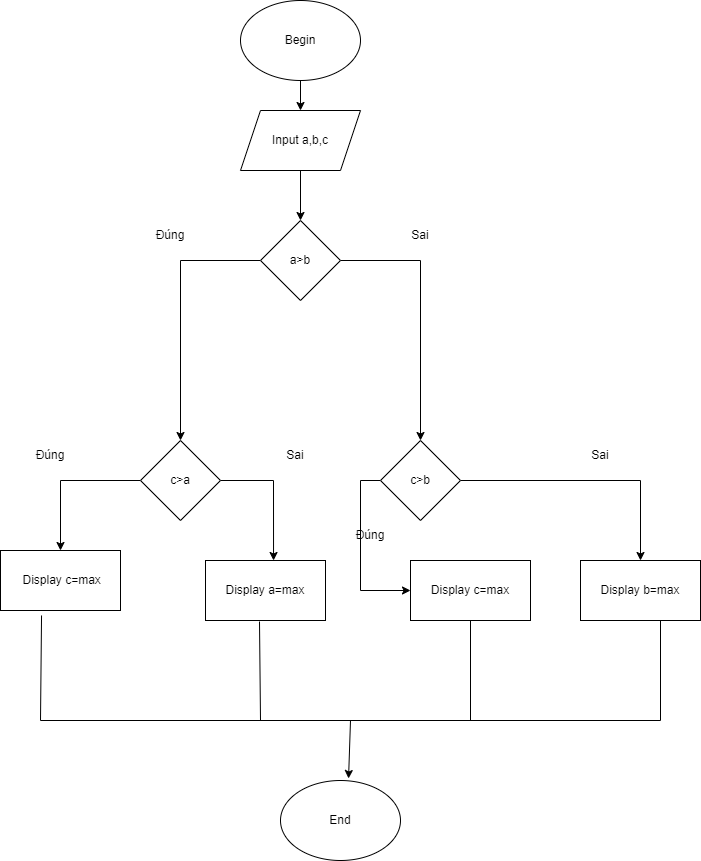 Begin
Input a,b,c
Đúng
Sai
a>b
Đúng
Sai
Sai
c>a
c>b
Đúng
Display c=max
Display a=max
Display c=max
Display b=max
End